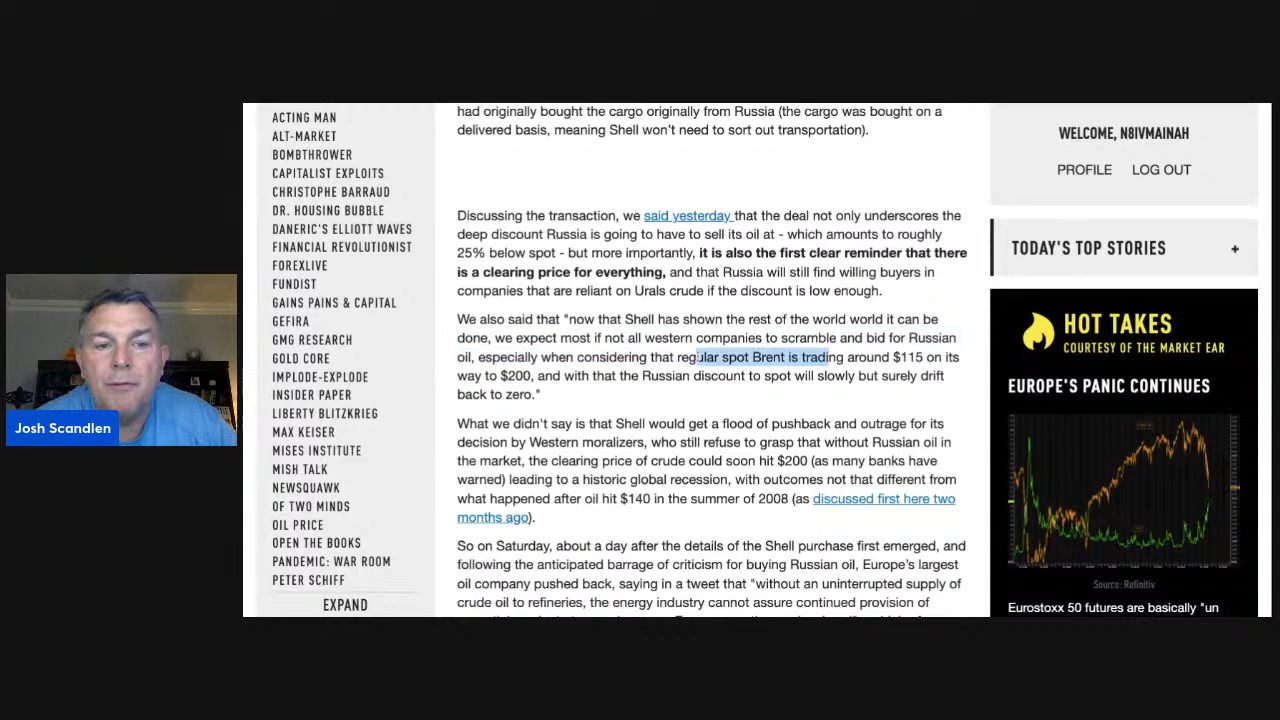 ACTING MAN
ALT-MARKET
BOMBTHROWER
CAPITALIST EXPLOITS
CHRISTOPHE BARRAUD
DR. HOUSING BUBBLE
DANERIC'S ELLIOTT WAVES
FINANCIAL REVOLUTIONIST
FOREXLIVE
FUNDIST
GAINS PAINS & CAPITAL
GEFIRA
GMG RESEARCH
GOLD CORE
IMPLODE-EXPLODE
INSIDER PAPER
LIBERTY BLITZKRIEG
MAX KEISER
MISES INSTITUTE
MISH TALK
NEWSQUAWK
OF TWO MINDS
OIL PRICE
OPEN THE BOOKS
PANDEMIC: WAR ROOM
PETER SCHIFF
EXPAND
Josh Scandlen
had originally bought the cargo originally from Russia (the cargo was bought on a
delivered basis, meaning Shell won't need to sort out transportation).
Discussing the transaction, we said yesterday that the deal not only underscores the
deep discount Russia is going to have to sell its oil at - which amounts to roughly
25% below spot - but more importantly, it is also the first clear reminder that there
is a clearing price for everything, and that Russia will still find willing buyers in
companies that are reliant on Urals crude if the discount is low enough.
We also said that "now that Shell has shown the rest of the world world it can be
done, we expect most if not all western companies to scramble and bid for Russian
oil, especially when considering that regular spot Brent is trading around $115 on its
way to $200, and with that the Russian discount to spot will slowly but surely drift
back to zero."
What we didn't say is that Shell would get a flood of pushback and outrage for its
decision by Western moralizers, who still refuse to grasp that without Russian oil in
the market, the clearing price of crude could soon hit $200 (as many banks have
warned) leading to a historic global recession, with outcomes not that different from
what happened after oil hit $140 in the summer of 2008 (as discussed first here two
months ago).
So on Saturday, about a day after the details of the Shell purchase first emerged, and
following the anticipated barrage of criticism for buying Russian oil, Europe's largest
oil company pushed back, saying in a tweet that "without an uninterrupted supply of
crude oil to refineries, the energy industry cannot assure continued provision of
WELCOME, N8IVMAINAH
PROFILE LOG OUT
TODAY'S TOP STORIES +
HOT TAKES
COURTESY OF THE MARKET EAR
EUROPE'S PANIC CONTINUES
Source: Refinitiv
Eurostoxx 50 futures are basically "un